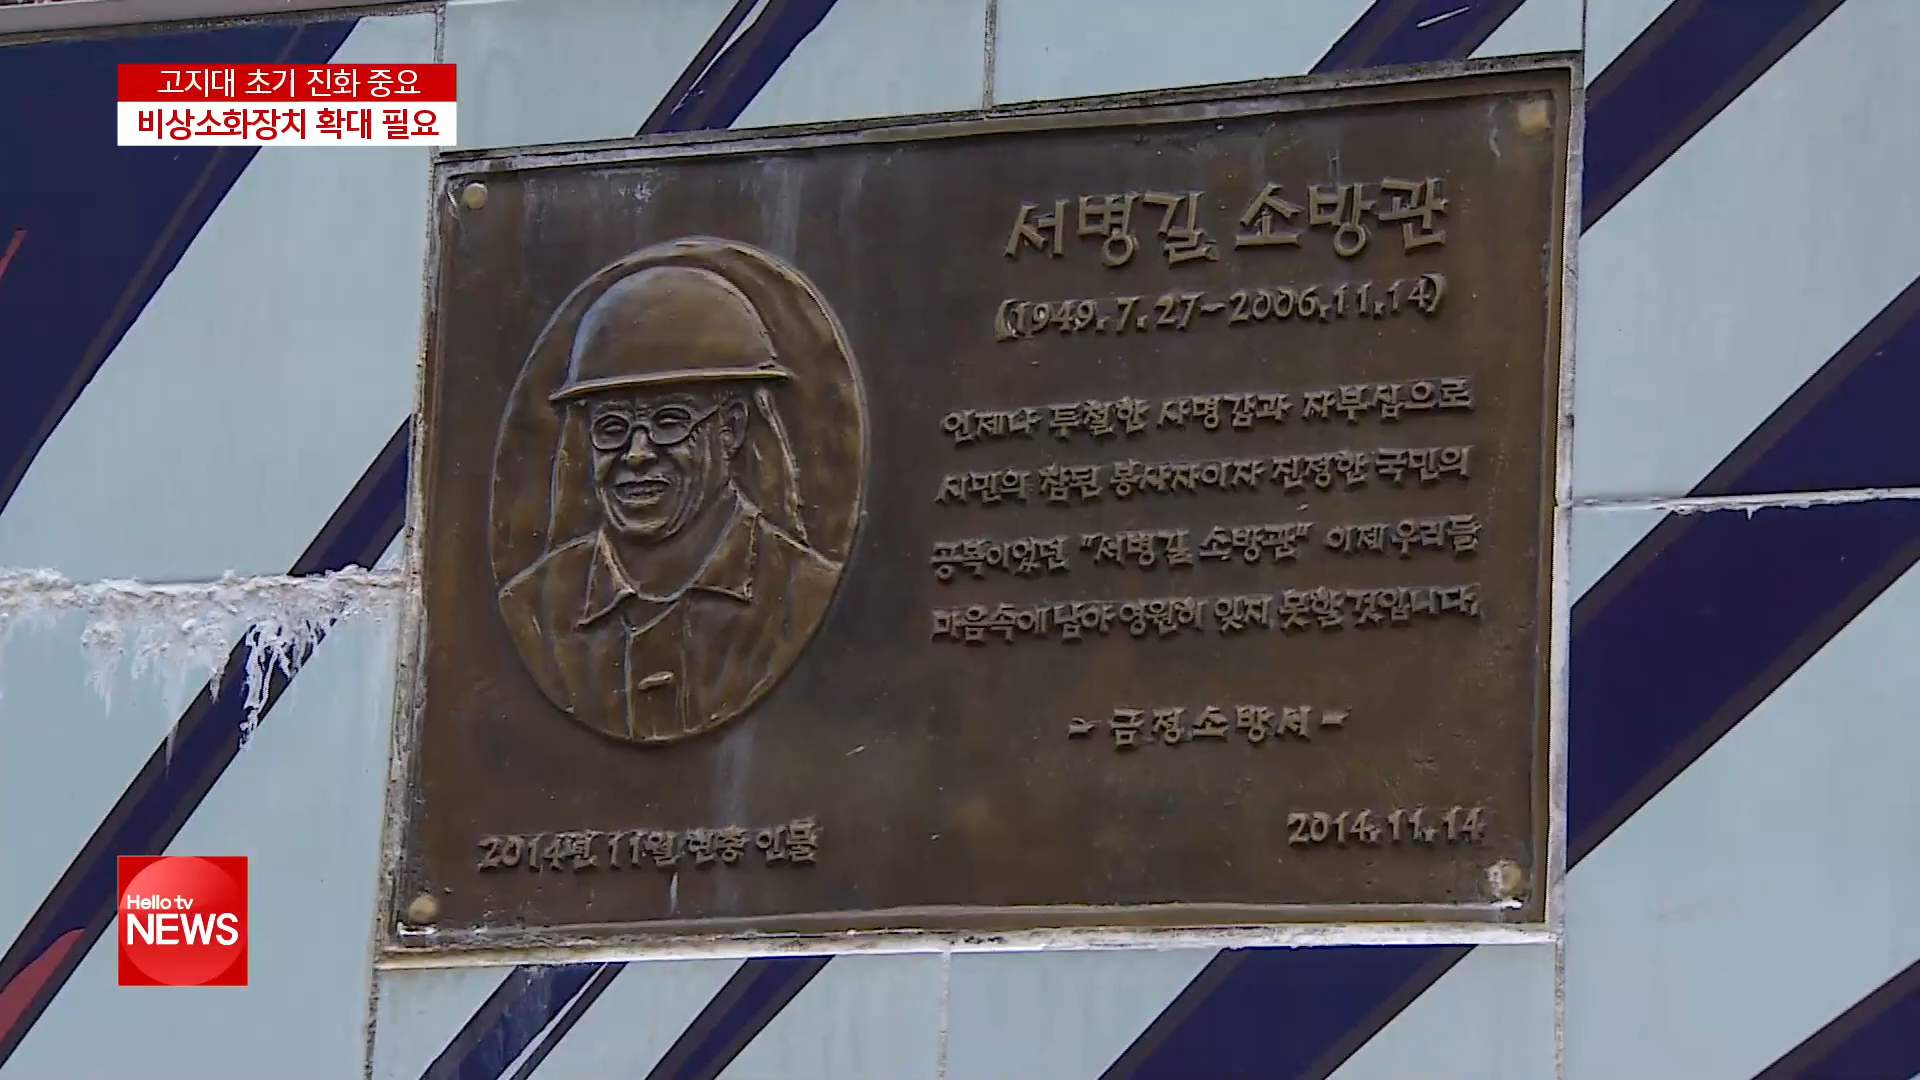 고지대 초기 진화 중요
비상소화장치 확대 필요
서병길 소방관
(1949.7.27-2006.11.14)
언제나 투철한 사명감과 자부심으로
시민의 참된 봉사자이자 진정한 국민의
공복이었던 "서병길 소방관" 이제 우리들
마음속에 남아 영원히 잊지 못할 것입니다.
- 금정소방서 -
2014년 11월 현충 인물
2014.11.14
Hello tv
NEWS